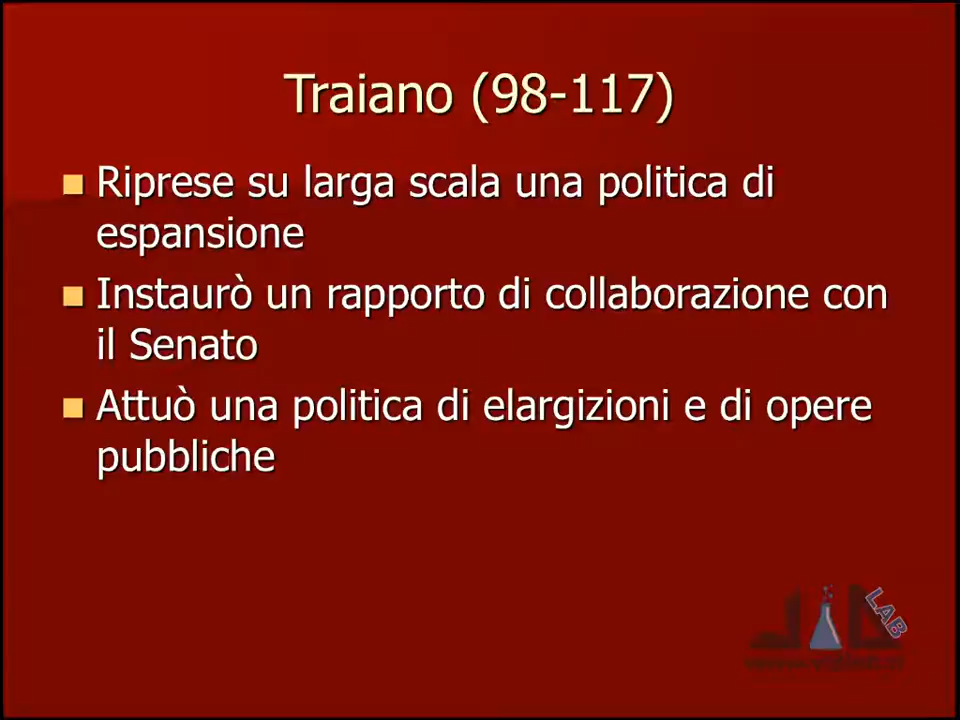 Traiano (98-117)
Riprese su larga scala una politica di
espansione
Instaurò un rapporto di collaborazione con
il Senato
Attuò una politica di elargizioni e di opere
pubbliche
LAB